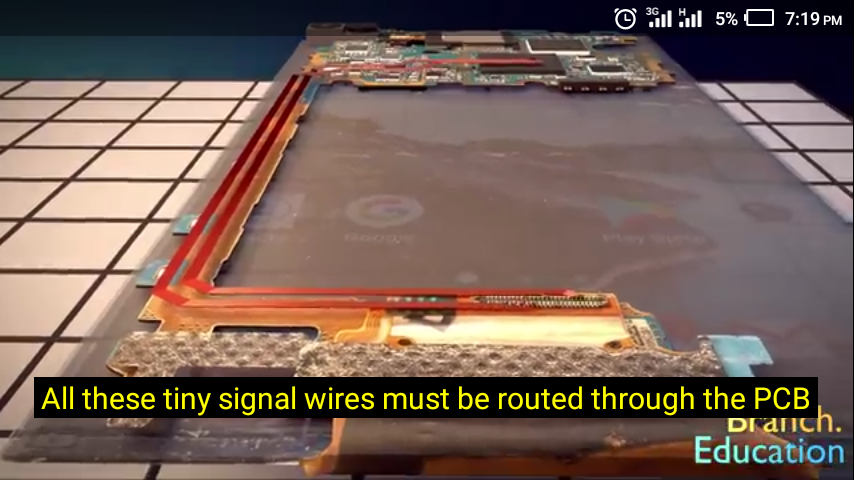 3G H 5% 7:19 PM
Google
Play Store
All these tiny signal wires must be routed through the PCB
Branch.
Education